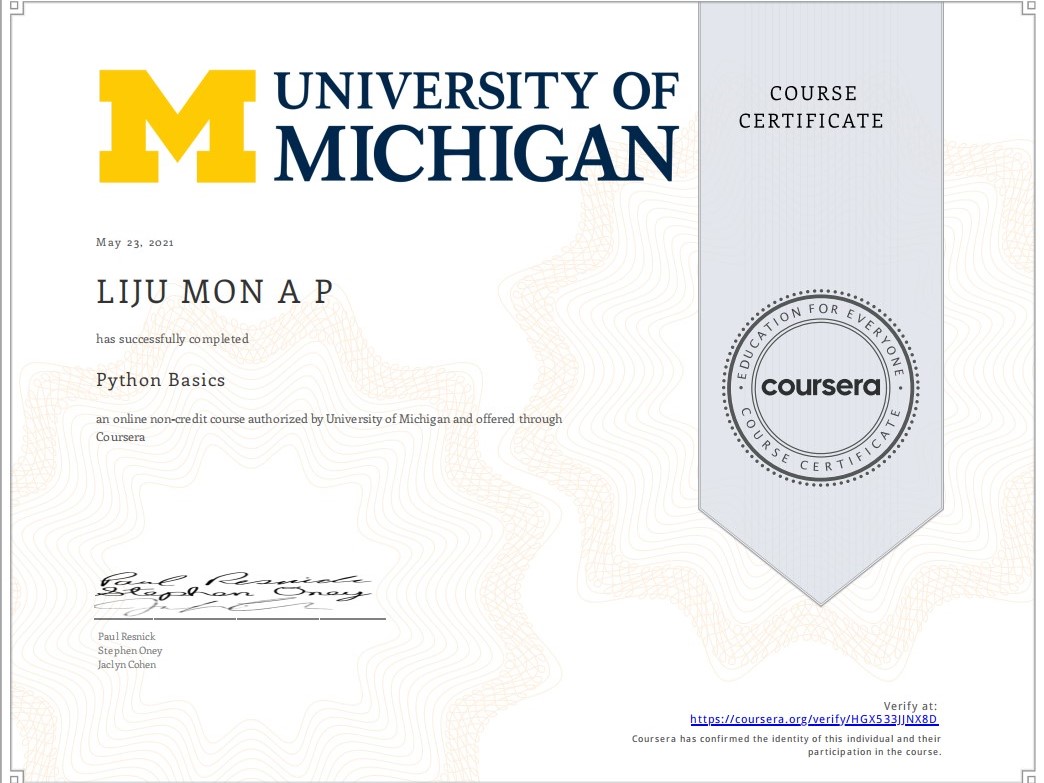 M
UNIVERSITY OF
MICHIGAN
COURSE
CERTIFICATE
May 23, 2021
LIJU MON A P
has successfully completed
Python Basics
an online non-credit course authorized by University of Michigan and offered through
Coursera
EDUCATION FOR EVERYONE
coursera
COURSE CERTIFICATE
Paul Resnick
Stephen Oney
Paul Resnick
Stephen Oney
Jaclyn Cohen
Verify at:
https://coursera.org/verify/HGX533JJNX8D
Coursera has confirmed the identity of this individual and their
participation in the course.